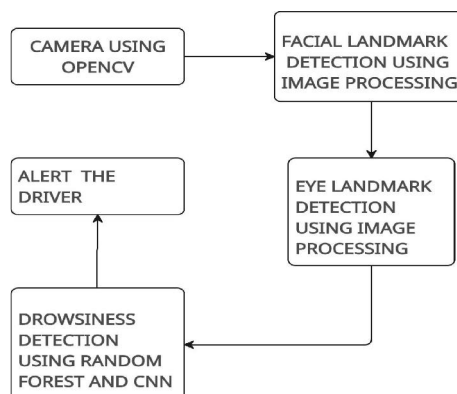 CAMERA USING
OPENCV
FACIAL LANDMARK
DETECTION USING
IMAGE PROCESSING
EYE LANDMARK
DETECTION
USING IMAGE
PROCESSING
DROWSINESS
DETECTION
USING RANDOM
FOREST AND CNN
ALERT THE
DRIVER